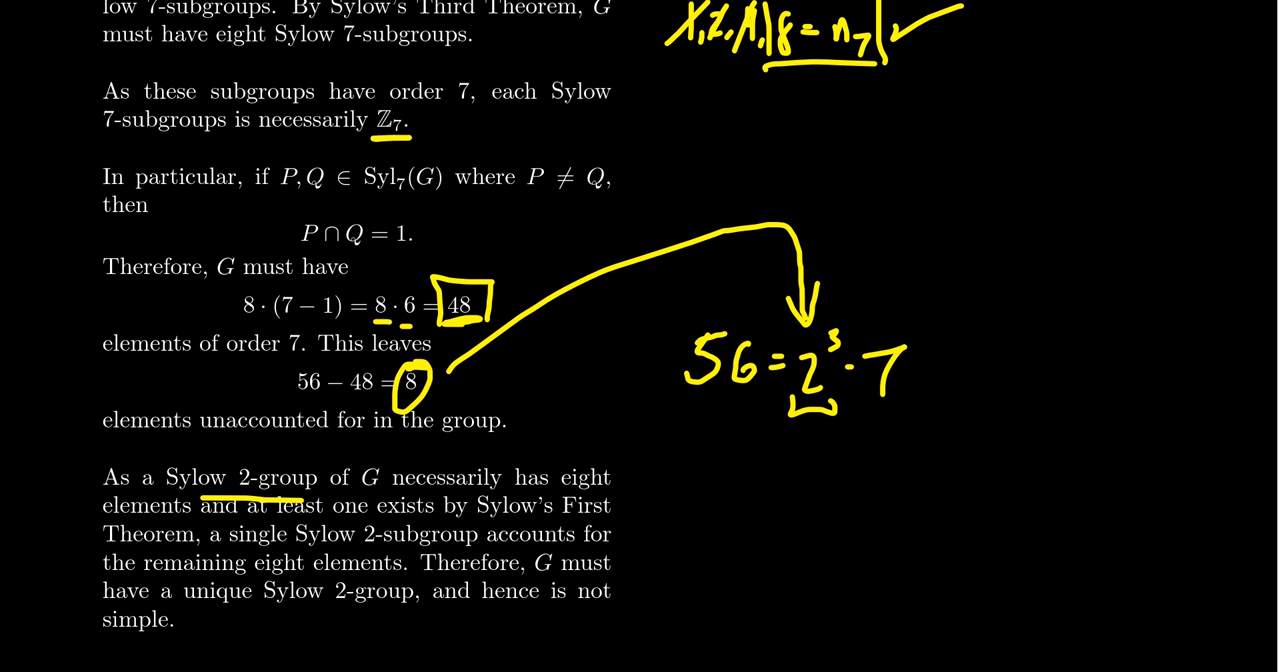 low 7-subgroups. By Sylow's Third Theorem, G
must have eight Sylow 7-subgroups.
8 = n₇
As these subgroups have order 7, each Sylow
7-subgroups is necessarily ℤ₇.
In particular, if P, Q ∈ Syl₇(G) where P ≠ Q,
then
P ∩ Q = 1.
Therefore, G must have
8 · (7 − 1) = 8 · 6 = 48
elements of order 7. This leaves
56 − 48 = 8
elements unaccounted for in the group.
56 = 2³ · 7
As a Sylow 2-group of G necessarily has eight
elements and at least one exists by Sylow's First
Theorem, a single Sylow 2-subgroup accounts for
the remaining eight elements. Therefore, G must
have a unique Sylow 2-group, and hence is not
simple.